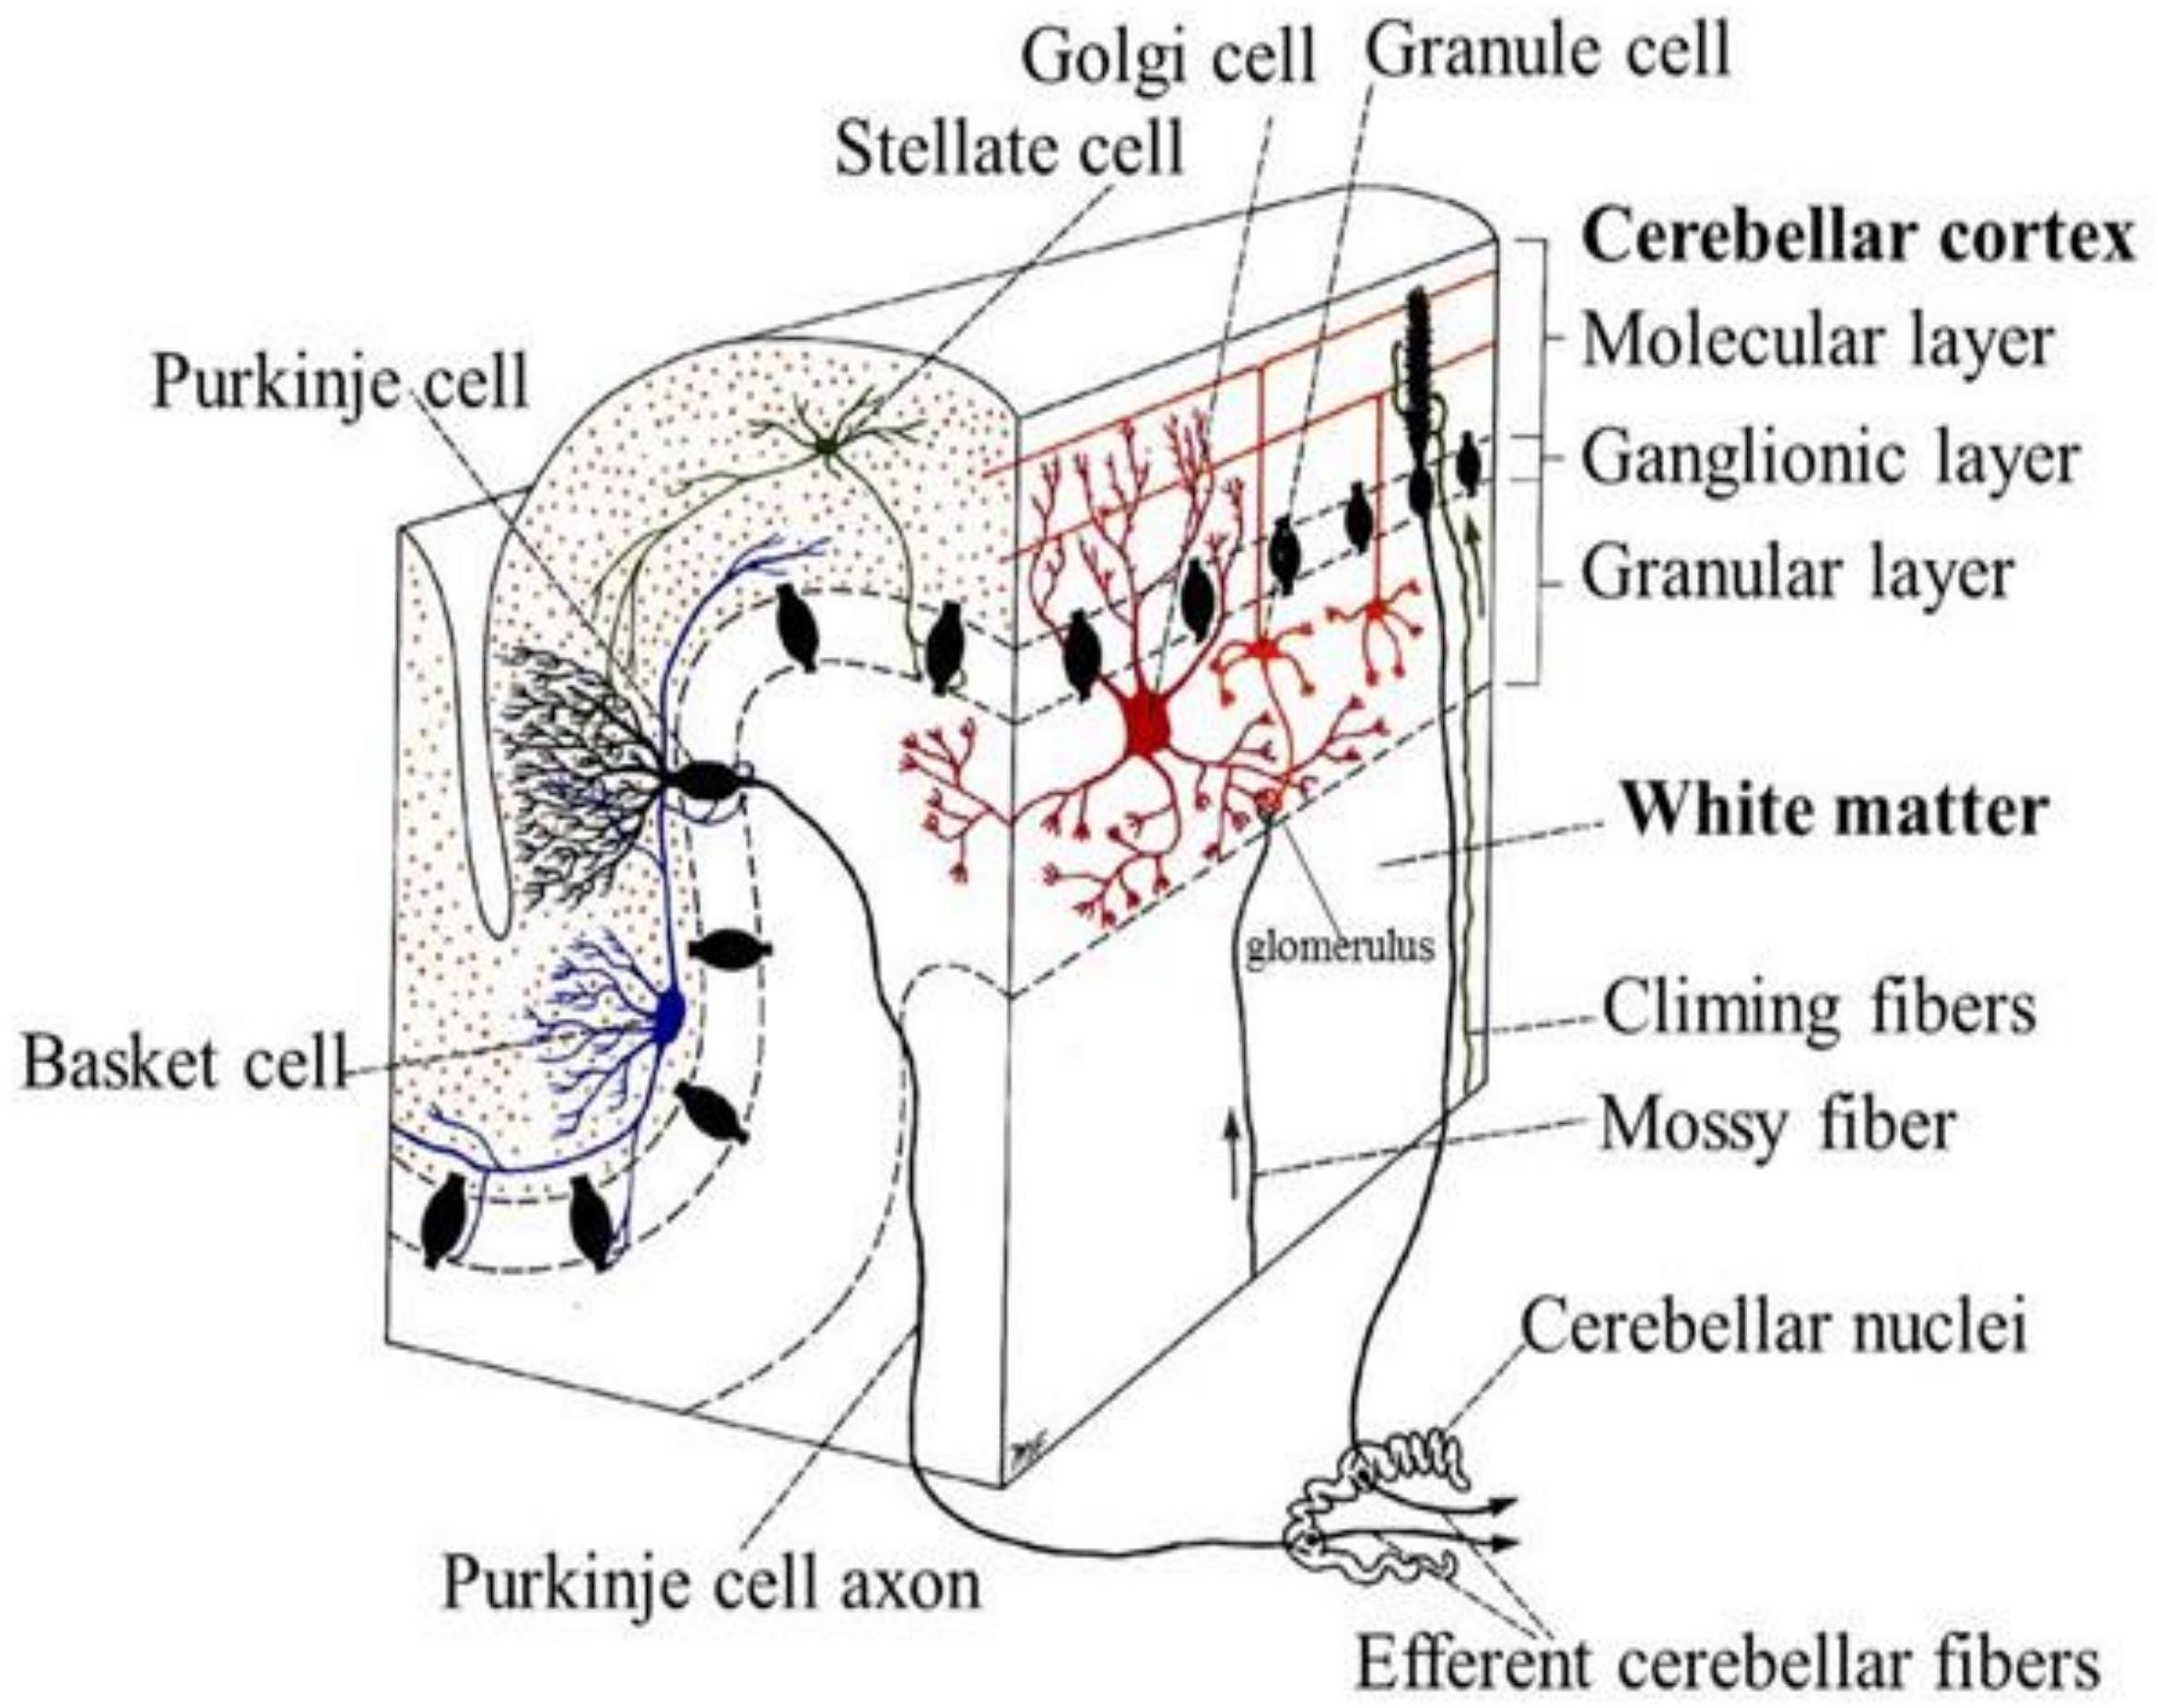 Golgi cell
Granule cell
Stellate cell
Cerebellar cortex
Molecular layer
Purkinje cell
Ganglionic layer
Granular layer
White matter
glomerulus
Climing fibers
Basket cell
Mossy fiber
Cerebellar nuclei
Purkinje cell axon
Efferent cerebellar fibers